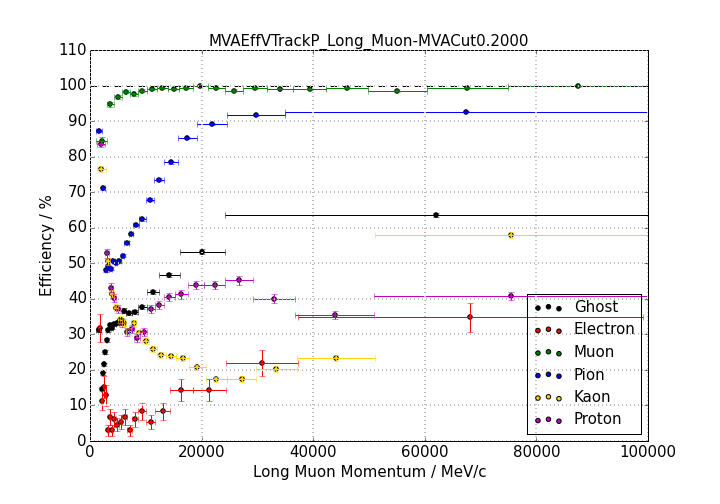 MVAEffVTrackP_Long_Muon-MVACut0.2000
110
100
90
80
70
60
50
40
30
20
10
0
Efficiency / %
Ghost
Electron
Muon
Pion
Kaon
Proton
0 20000 40000 60000 80000 100000
Long Muon Momentum / MeV/c